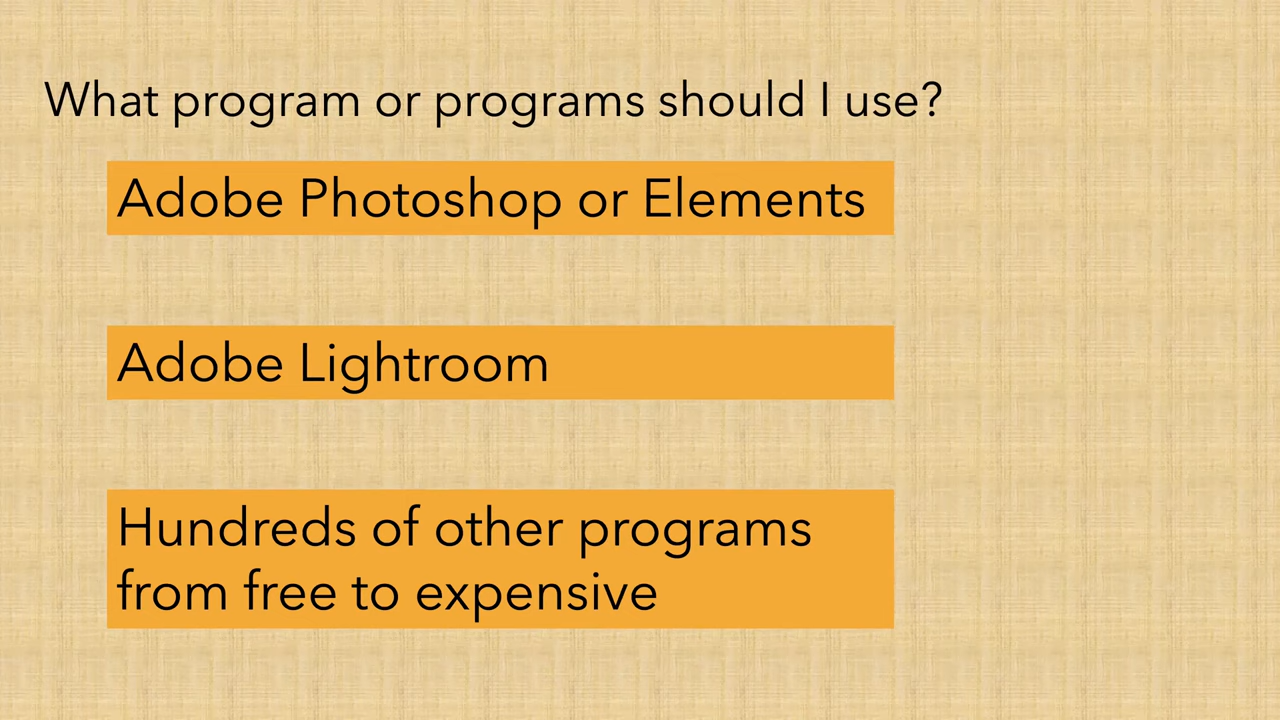 What program or programs should I use?
Adobe Photoshop or Elements
Adobe Lightroom
Hundreds of other programs
from free to expensive